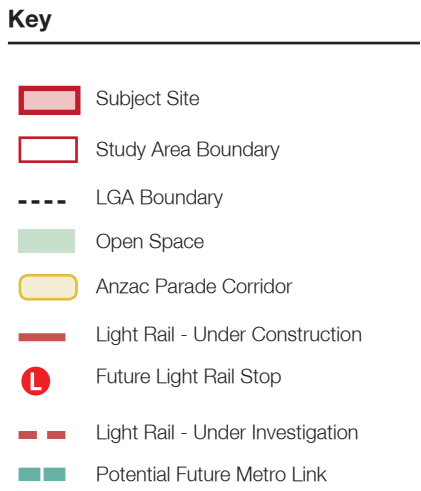 Key
Subject Site
Study Area Boundary
LGA Boundary
Open Space
Anzac Parade Corridor
Light Rail - Under Construction
L Future Light Rail Stop
Light Rail - Under Investigation
Potential Future Metro Link